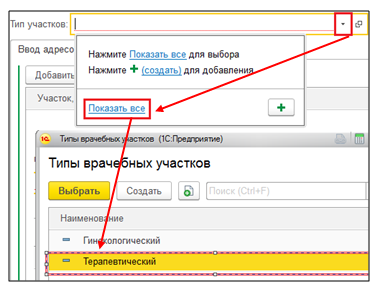 Тип участков:
Ввод адресо
Нажмите Показать все для выбора
Нажмите + (создать) для добавления
Добавить
Показать все
+
Участок,
1С Типы врачебных участков (1С:Предприятие)
Типы врачебных участков
Выбрать Создать Поиск (Ctrl+F)
Наименование
Гинекологический
Терапевтический